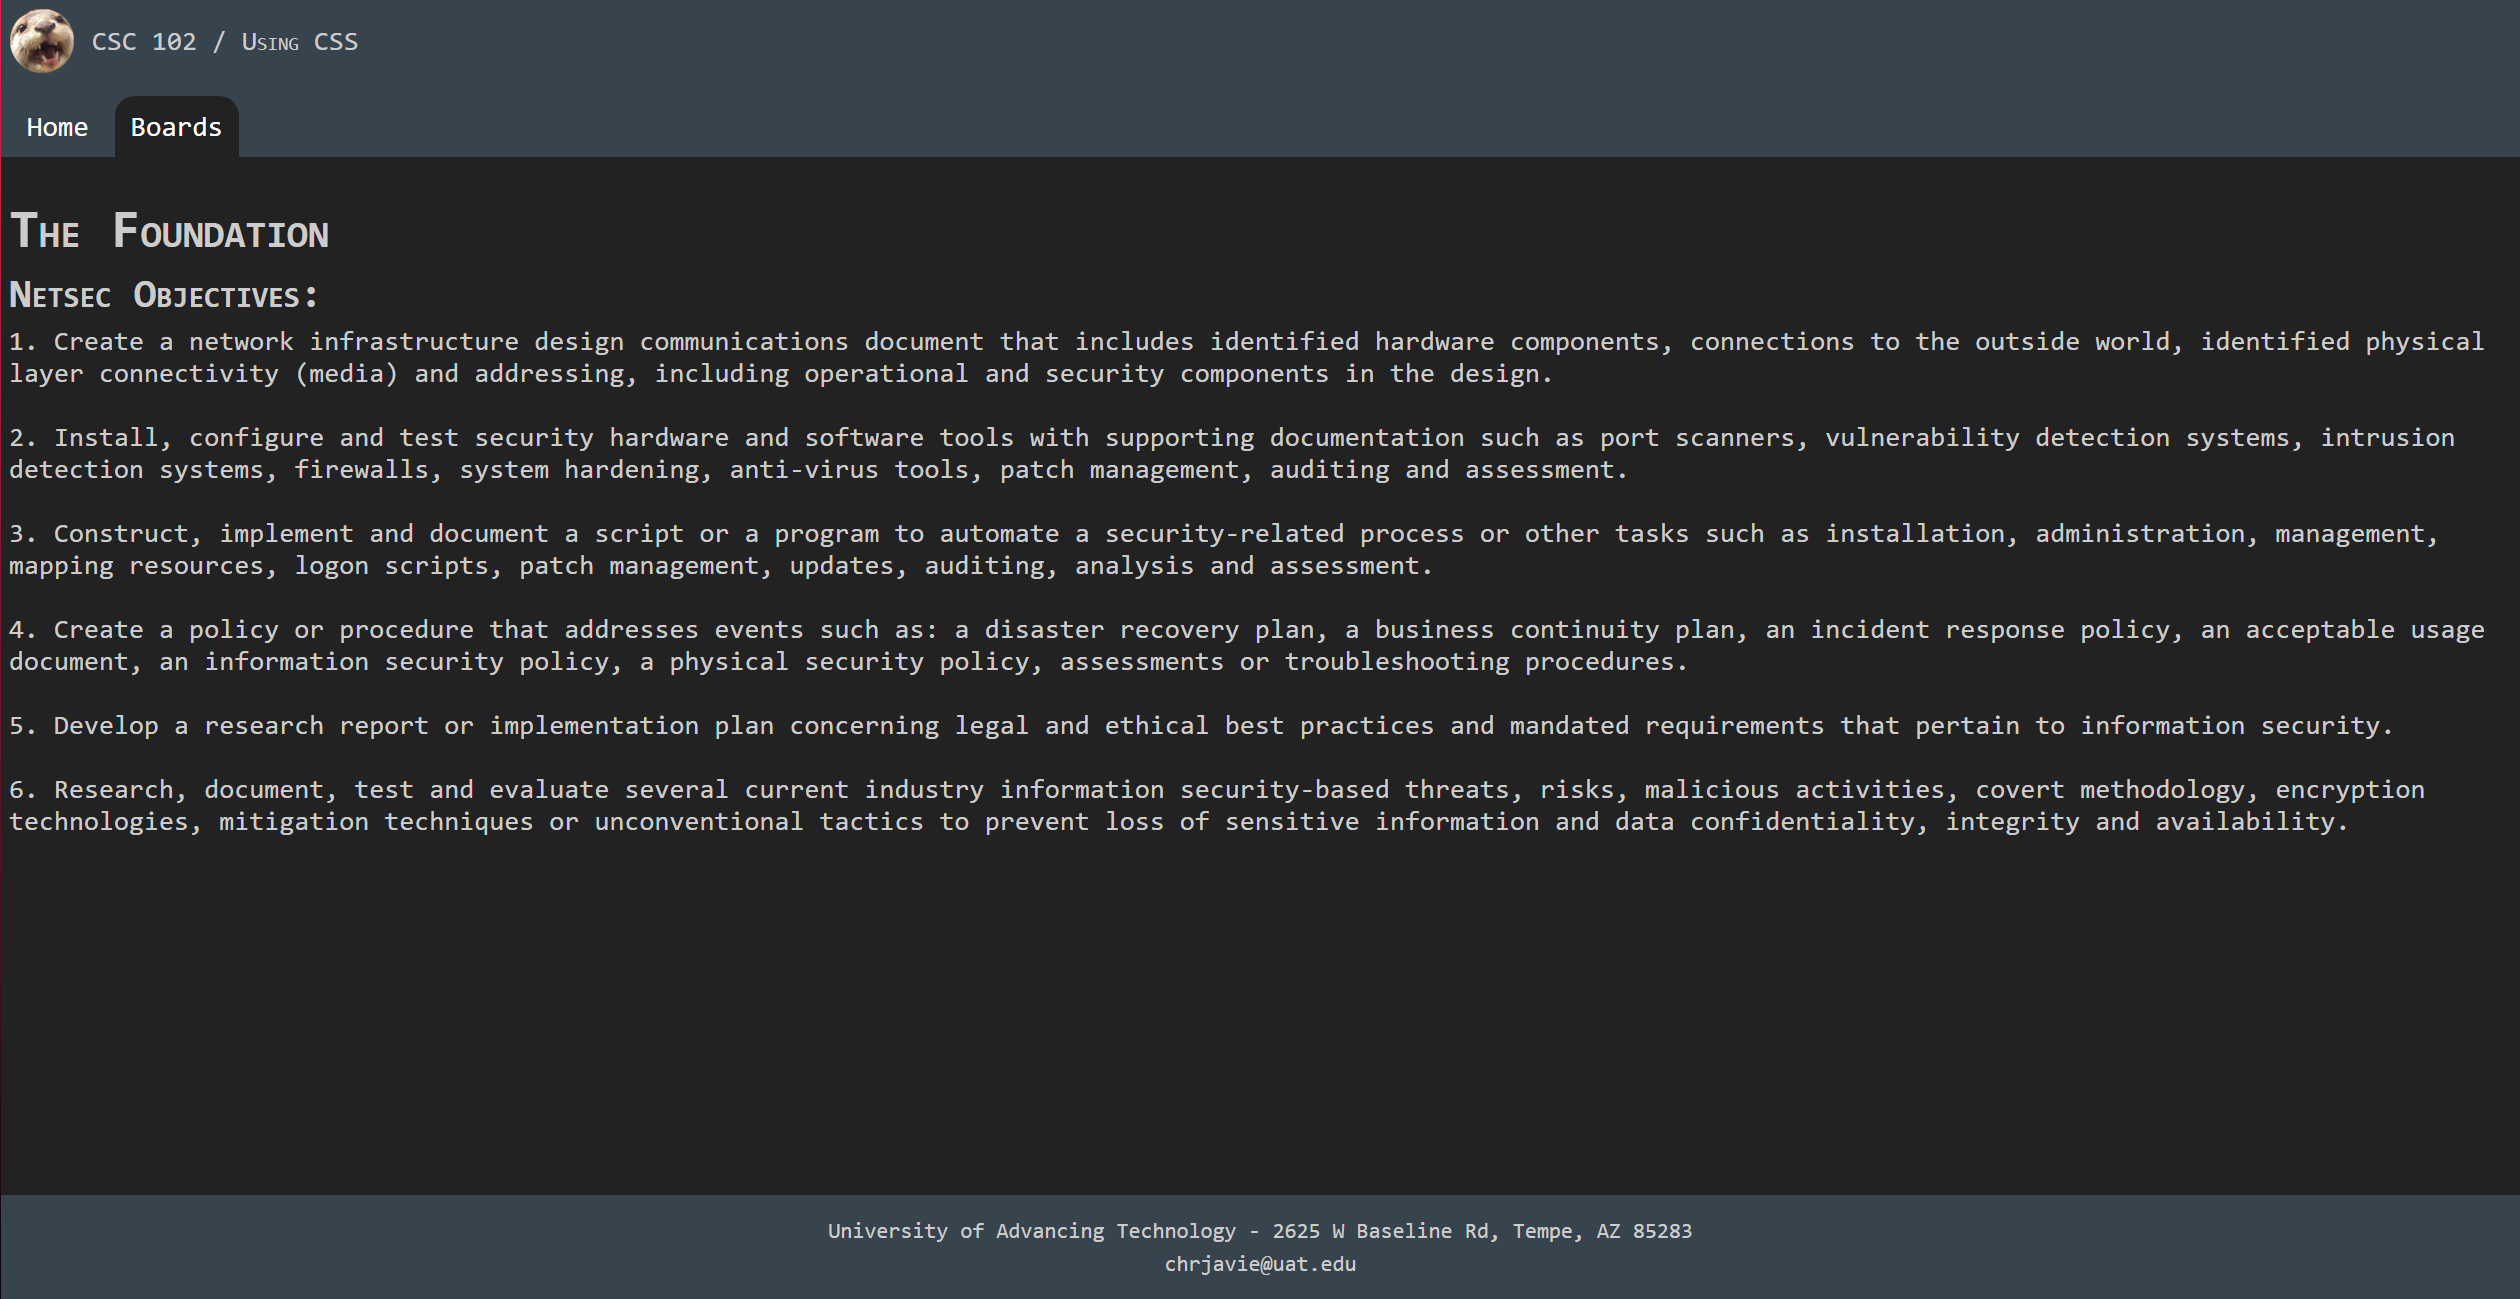 CSC 102 / Using CSS
Home
Boards
The Foundation
Netsec Objectives:
1. Create a network infrastructure design communications document that includes identified hardware components, connections to the outside world, identified physical
layer connectivity (media) and addressing, including operational and security components in the design.
2. Install, configure and test security hardware and software tools with supporting documentation such as port scanners, vulnerability detection systems, intrusion
detection systems, firewalls, system hardening, anti-virus tools, patch management, auditing and assessment.
3. Construct, implement and document a script or a program to automate a security-related process or other tasks such as installation, administration, management,
mapping resources, logon scripts, patch management, updates, auditing, analysis and assessment.
4. Create a policy or procedure that addresses events such as: a disaster recovery plan, a business continuity plan, an incident response policy, an acceptable usage
document, an information security policy, a physical security policy, assessments or troubleshooting procedures.
5. Develop a research report or implementation plan concerning legal and ethical best practices and mandated requirements that pertain to information security.
6. Research, document, test and evaluate several current industry information security-based threats, risks, malicious activities, covert methodology, encryption
technologies, mitigation techniques or unconventional tactics to prevent loss of sensitive information and data confidentiality, integrity and availability.
University of Advancing Technology - 2625 W Baseline Rd, Tempe, AZ 85283
chrjavie@uat.edu